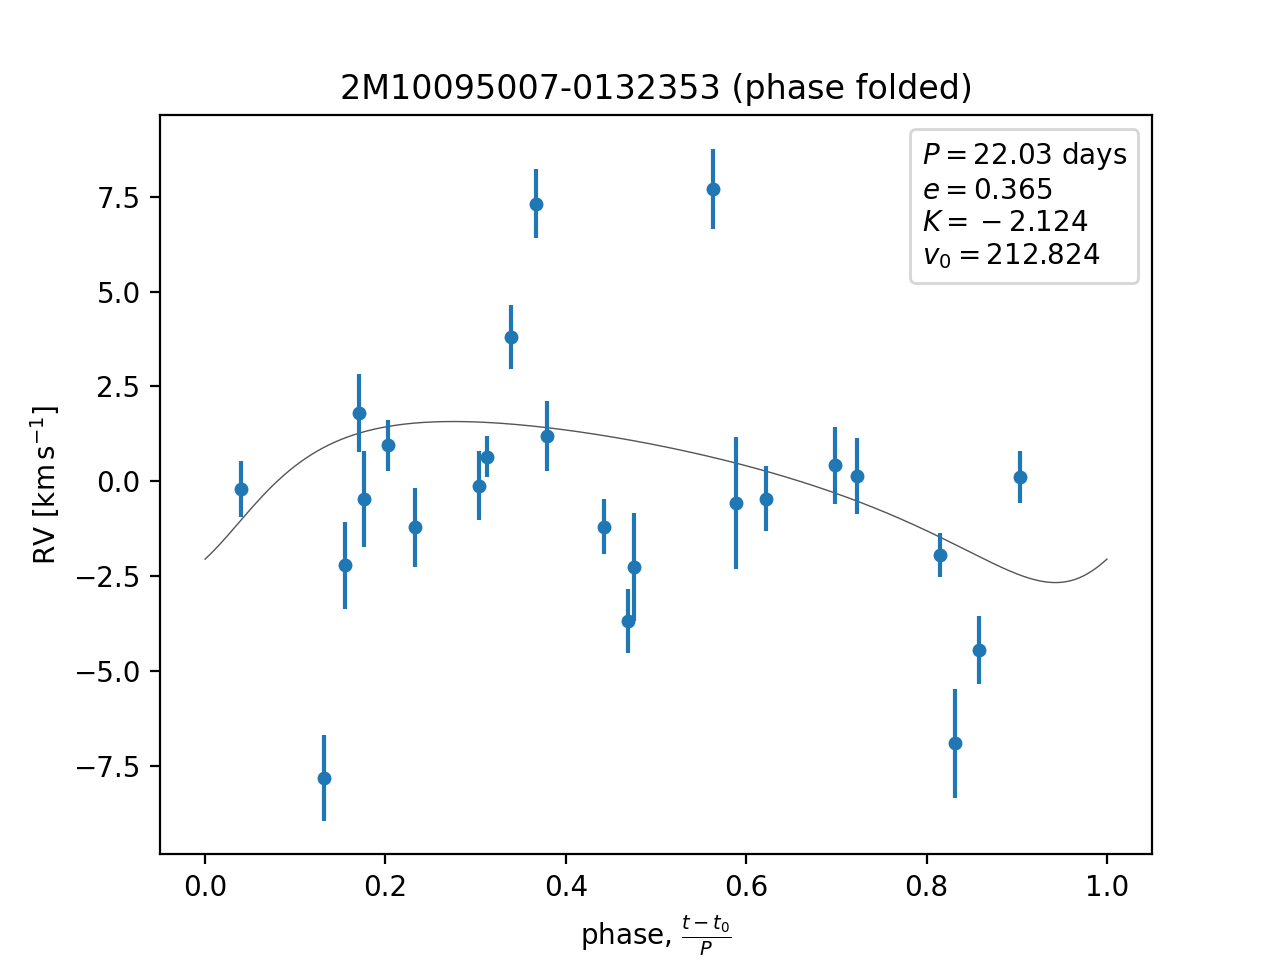 2M10095007-0132353 (phase folded)
P = 22.03 days
e = 0.365
K = −2.124
v₀ = 212.824
7.5
5.0
2.5
0.0
−2.5
−5.0
−7.5
RV [km s⁻¹]
0.0 0.2 0.4 0.6 0.8 1.0
phase, (t − t₀)/P